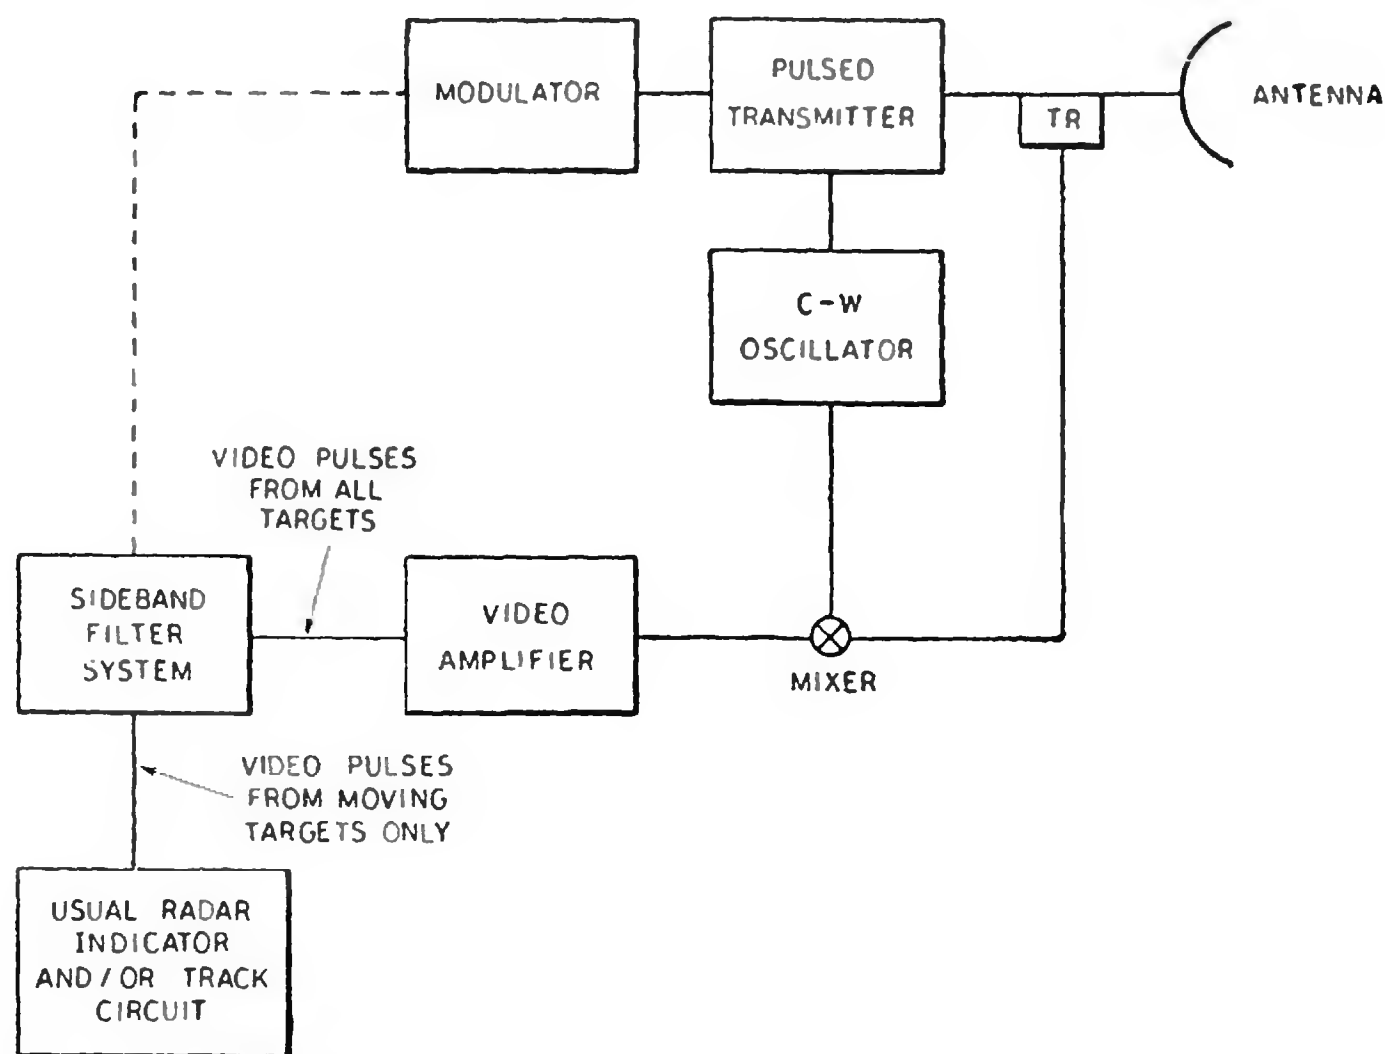 MODULATOR
PULSED
TRANSMITTER
TR
ANTENNA
C-W
OSCILLATOR
VIDEO PULSES
FROM ALL
TARGETS
SIDEBAND
FILTER
SYSTEM
VIDEO
AMPLIFIER
MIXER
VIDEO PULSES
FROM MOVING
TARGETS ONLY
USUAL RADAR
INDICATOR
AND/OR TRACK
CIRCUIT